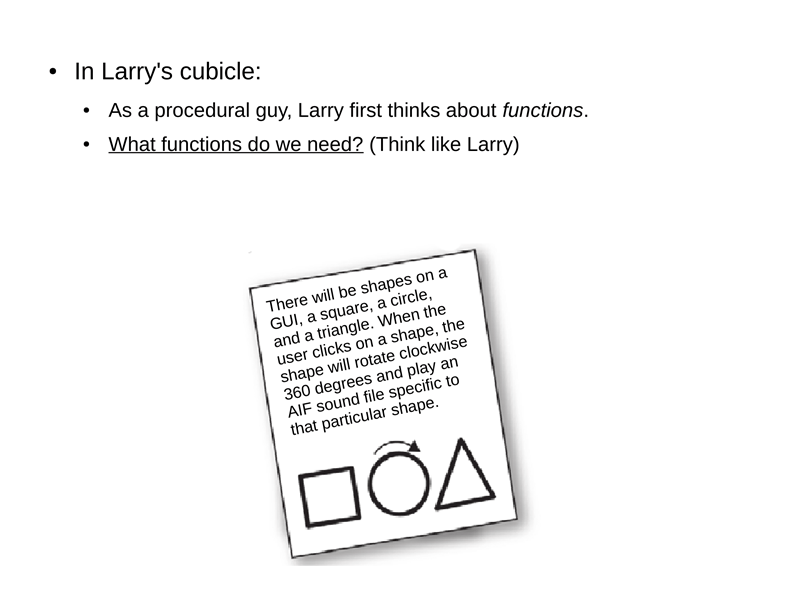 • In Larry's cubicle:
• As a procedural guy, Larry first thinks about functions.
• What functions do we need? (Think like Larry)
There will be shapes on a
GUI, a square, a circle,
and a triangle. When the
user clicks on a shape, the
shape will rotate clockwise
360 degrees and play an
AIF sound file specific to
that particular shape.